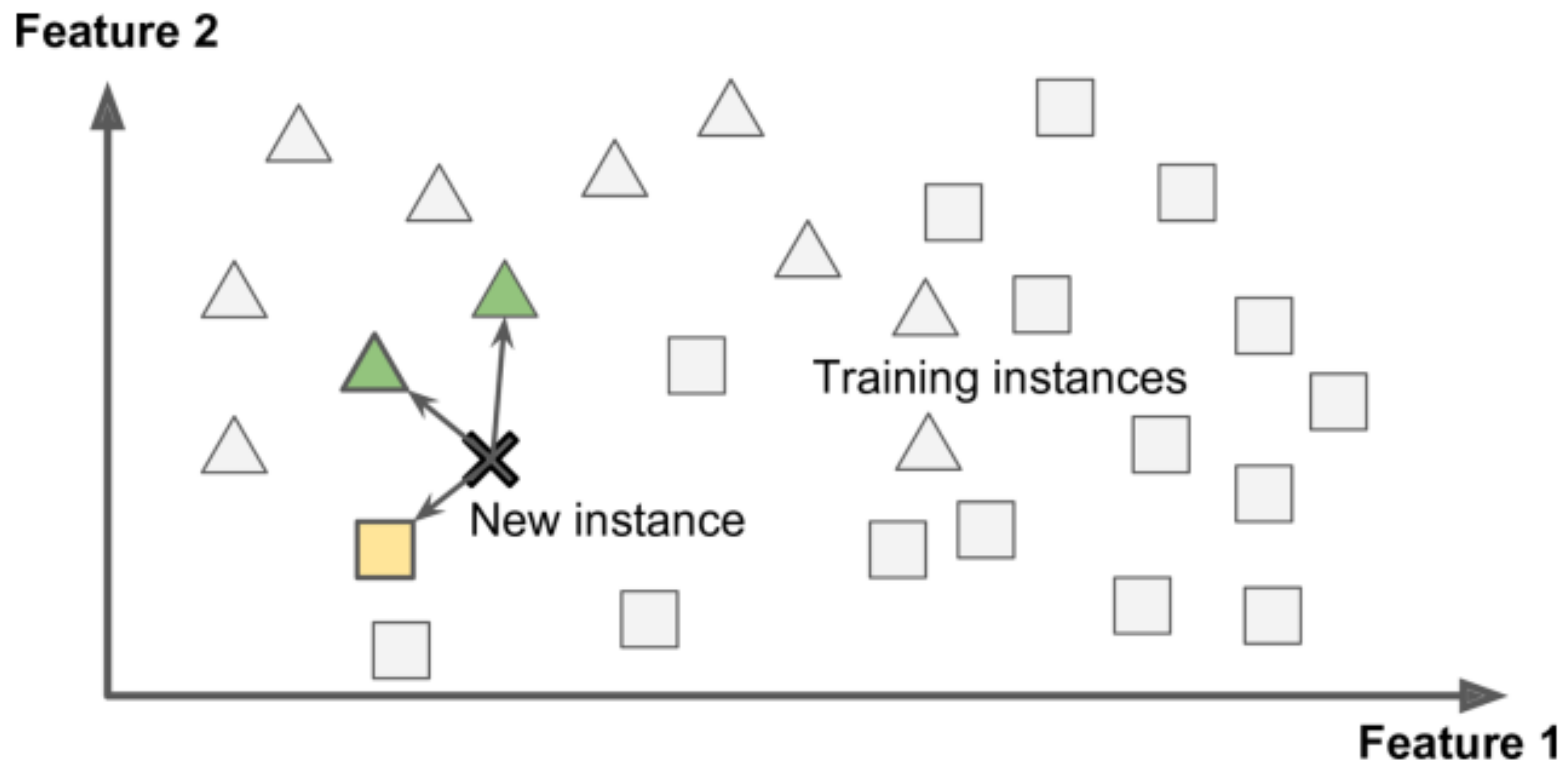 Feature 2
Training instances
New instance
Feature 1